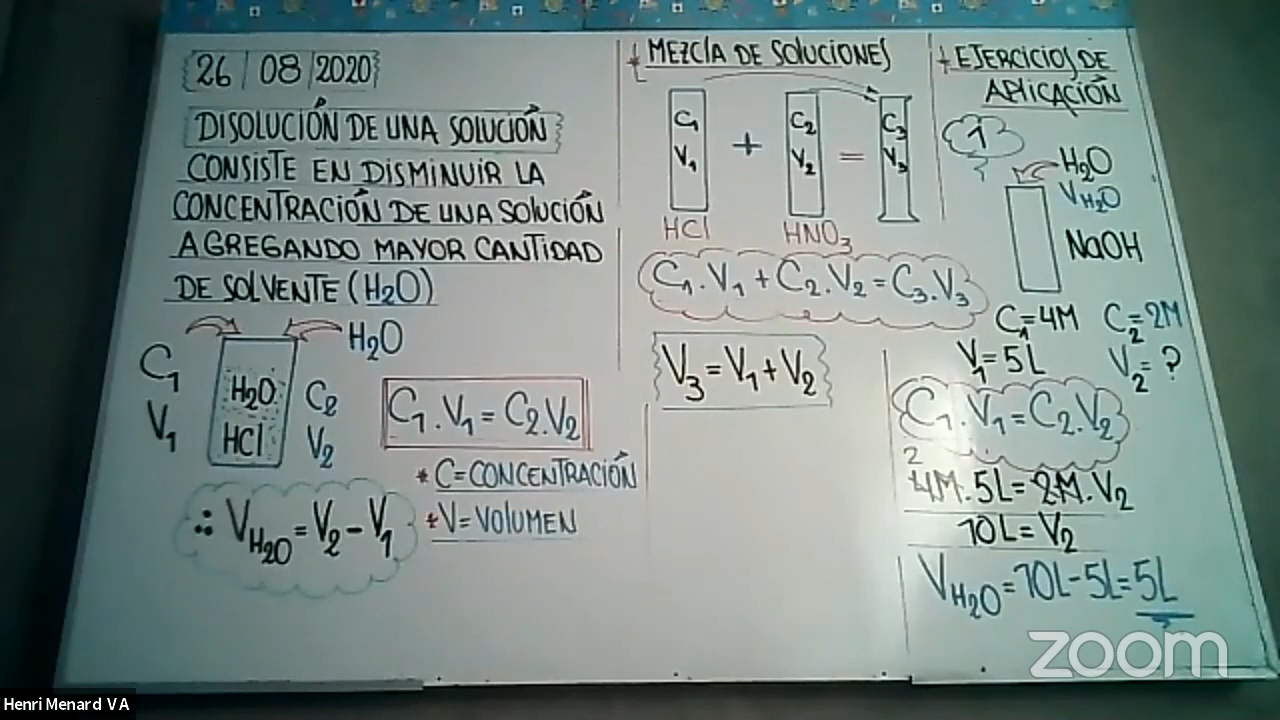 26 | 08 | 2020
DISOLUCIÓN DE UNA SOLUCIÓN
CONSISTE EN DISMINUIR LA
CONCENTRACIÓN DE UNA SOLUCIÓN
AGREGANDO MAYOR CANTIDAD
DE SOLVENTE (H₂O)
H₂O
C₁
V₁
H₂O
HCl
C₂
V₂
C₁.V₁=C₂.V₂
* C=CONCENTRACIÓN
* V=VOLUMEN
∴ V_H₂O=V₂-V₁
+ MEZCLA DE SOLUCIONES
C₁
V₁
HCl
+
C₂
V₂
HNO₃
=
C₃
V₃
C₁.V₁+C₂.V₂=C₃.V₃
V₃=V₁+V₂
+ EJERCICIOS DE
APLICACIÓN
1
H₂O
V_H₂O
NaOH
C₁=4M C₂=2M
V₁=5L V₂=?
C₁.V₁=C₂.V₂
2
4M.5L=2M.V₂
10L=V₂
V_H₂O=10L-5L=5L
zoom
Henri Menard V A